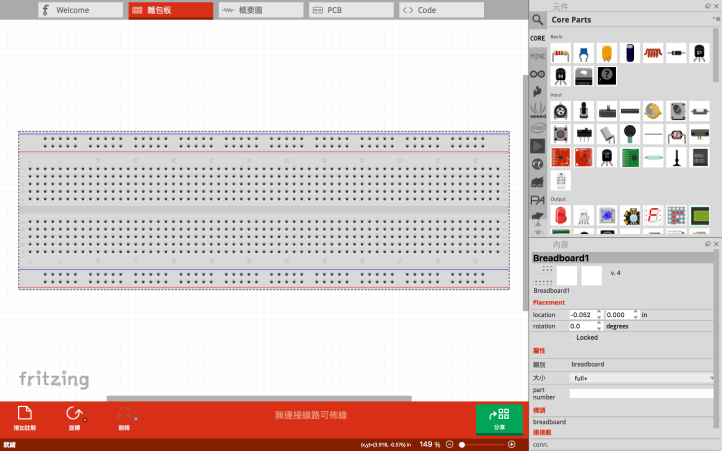 Welcome
麵包板
概要圖
PCB
Code
元件
Core Parts
CORE
MINE
Basic
Input
Output
seeed
intel
PA
內容
Breadboard1
v. 4
Breadboard1
Placement
location -0.052 0.000 in
rotation 0.0 degrees
Locked
屬性
類別 breadboard
大小 full+
part number
標籤
breadboard
連接數
conn.
fritzing
增加註解
旋轉
翻轉
無連接線路可佈線
分享
就緒
(x,y)=(3.918, -0.576) in 149 %